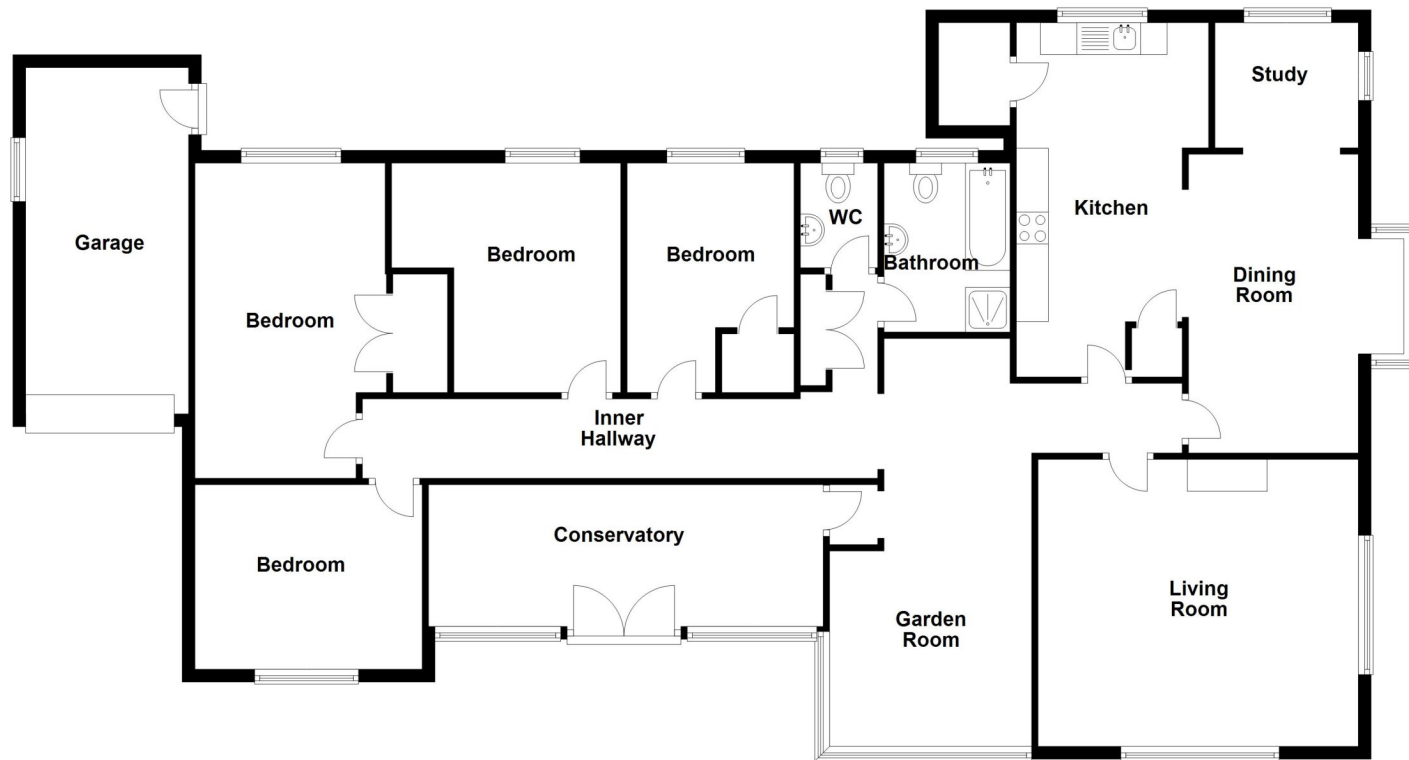 Study
Garage
Bedroom
Bedroom
Bedroom
WC
Bathroom
Kitchen
Dining
Room
Inner
Hallway
Bedroom
Conservatory
Garden
Room
Living
Room